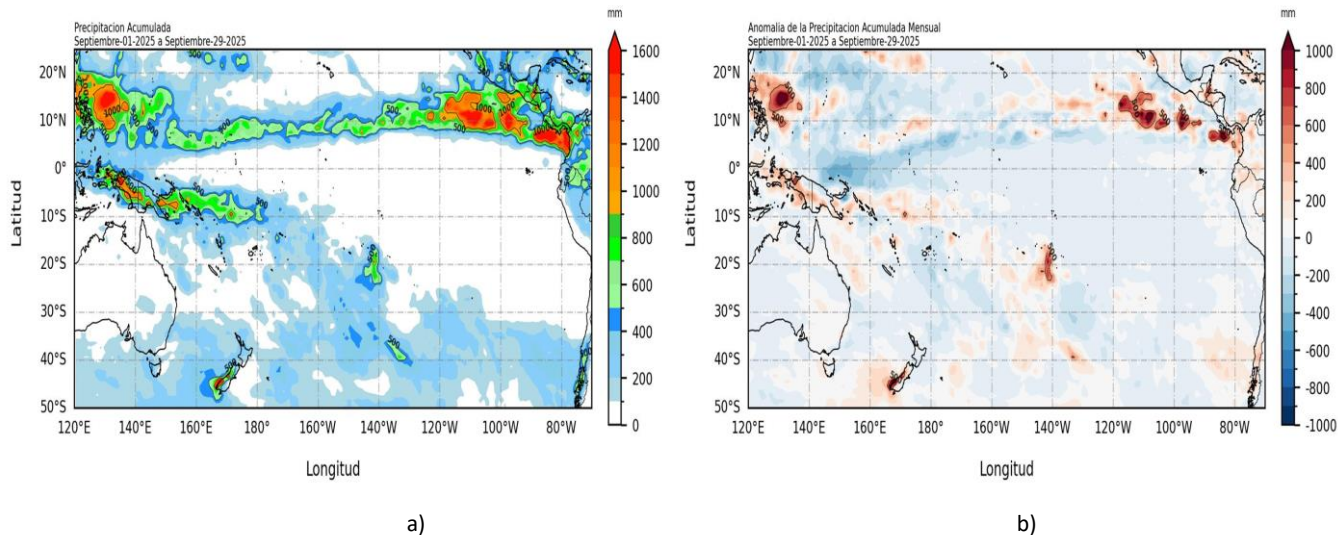 Precipitacion Acumulada
Septiembre-01-2025 a Septiembre-29-2025
mm
20°N
10°N
0°
10°S
20°S
30°S
40°S
50°S
Latitud
120°E 140°E 160°E 180° 160°W 140°W 120°W 100°W 80°W
Longitud
1600
1400
1200
1000
800
600
400
200
0
a)
Anomalia de la Precipitacion Acumulada Mensual
Septiembre-01-2025 a Septiembre-29-2025
mm
20°N
10°N
0°
10°S
20°S
30°S
40°S
50°S
Latitud
120°E 140°E 160°E 180° 160°W 140°W 120°W 100°W 80°W
Longitud
1000
800
600
400
200
0
-200
-400
-600
-800
-1000
b)